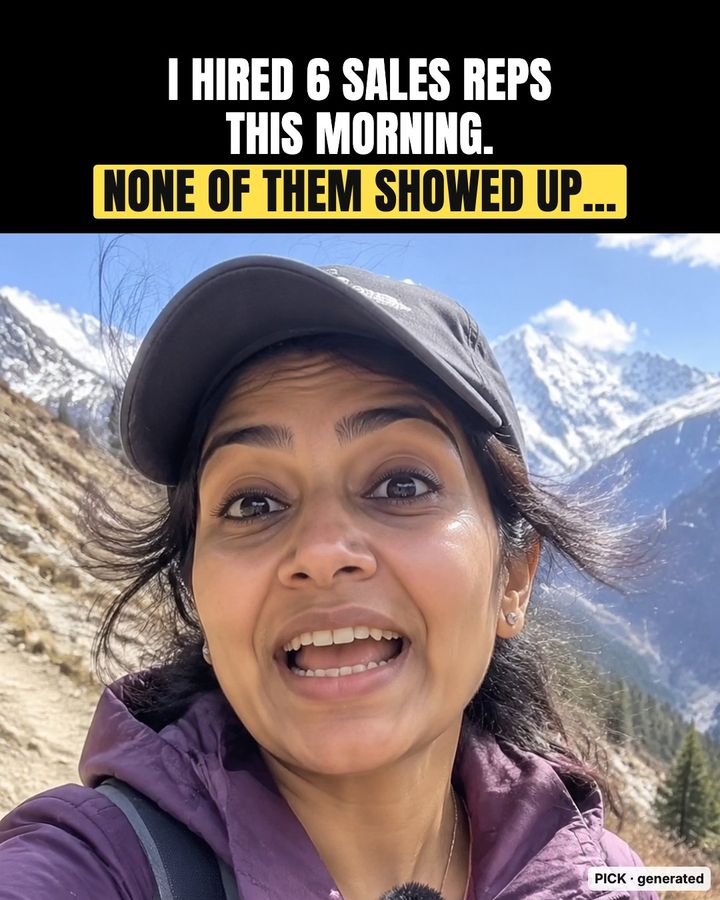 I HIRED 6 SALES REPS
THIS MORNING.
NONE OF THEM SHOWED UP...
PICK · generated